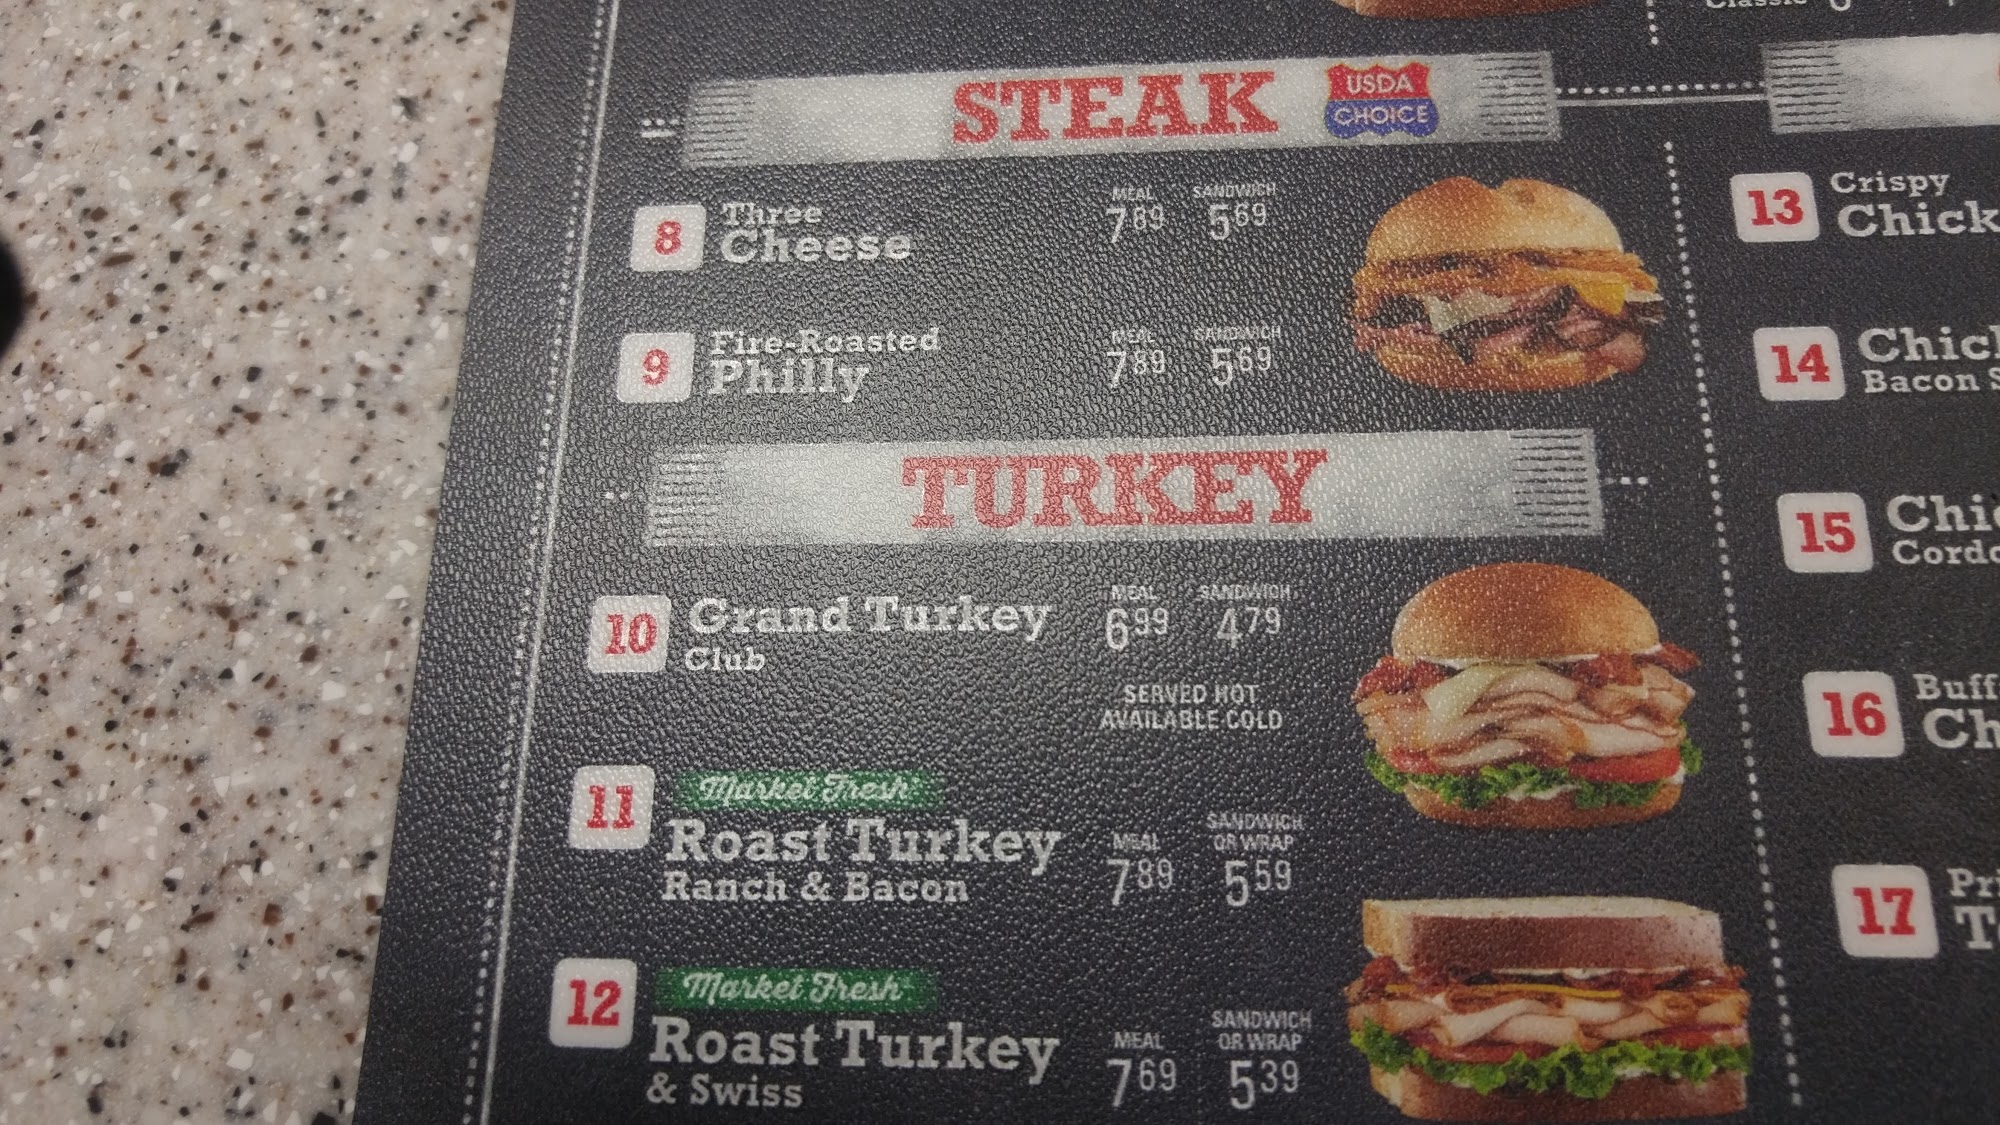 Classic
STEAK
USDA
CHOICE
8
Three
Cheese
MEAL SANDWICH
7 89 5 69
9
Fire-Roasted
Philly
MEAL SANDWICH
7 89 5 69
TURKEY
10
Grand Turkey
Club
MEAL SANDWICH
6 99 4 79
SERVED HOT
AVAILABLE COLD
11
Market Fresh
Roast Turkey
Ranch & Bacon
MEAL
SANDWICH
OR WRAP
7 89 5 59
12
Market Fresh
Roast Turkey
& Swiss
MEAL
SANDWICH
OR WRAP
7 69 5 39
13
Crispy
14
Bacon
15
16
17